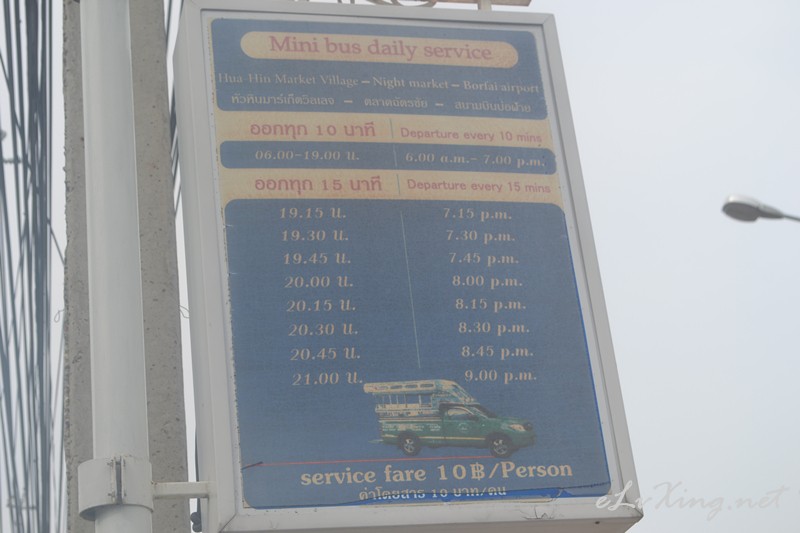 Mini bus daily service
Hua-Hin Market Village – Night market – Borfai airport
หัวหินมาร์เก็ตวิลเลจ – ตลาดฉัตรชัย – สนามบินบ่อฝ้าย
ออกทุก 10 นาที Departure every 10 mins
06.00-19.00 น. 6.00 a.m.- 7.00 p.m.
ออกทุก 15 นาที Departure every 15 mins
19.15 น. 7.15 p.m.
19.30 น. 7.30 p.m.
19.45 น. 7.45 p.m.
20.00 น. 8.00 p.m.
20.15 น. 8.15 p.m.
20.30 น. 8.30 p.m.
20.45 น. 8.45 p.m.
21.00 น. 9.00 p.m.
service fare 10฿/Person
ค่าโดยสาร 10 บาท/คน